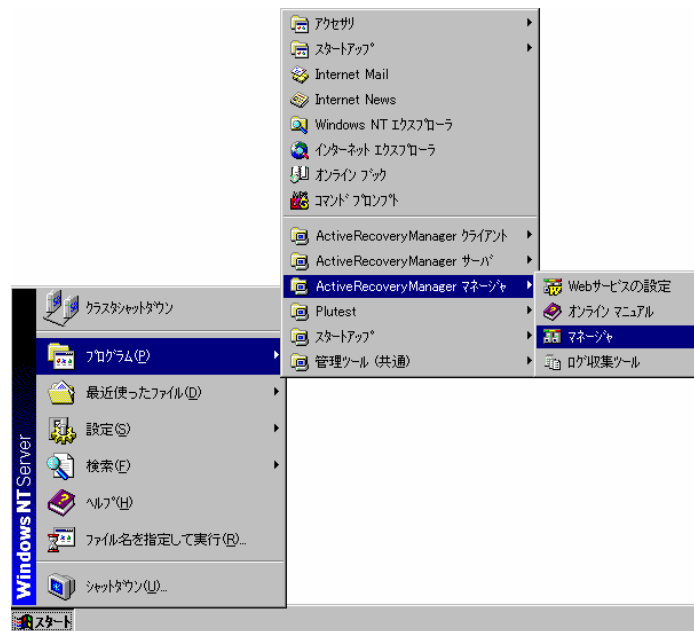 アクセサリ
スタートアップ
Internet Mail
Internet News
Windows NT エクスプローラ
インターネット エクスプローラ
オンライン ブック
コマンド プロンプト
ActiveRecoveryManager クライアント
ActiveRecoveryManager サーバ
ActiveRecoveryManager マネージャ
Plutest
スタートアップ
管理ツール (共通)
Webサービスの設定
オンライン マニュアル
マネージャ
ログ収集ツール
クラスタシャットダウン
プログラム(P)
最近使ったファイル(D)
設定(S)
検索(F)
ヘルプ(H)
ファイル名を指定して実行(R)...
シャットダウン(U)...
Windows NT Server
スタート